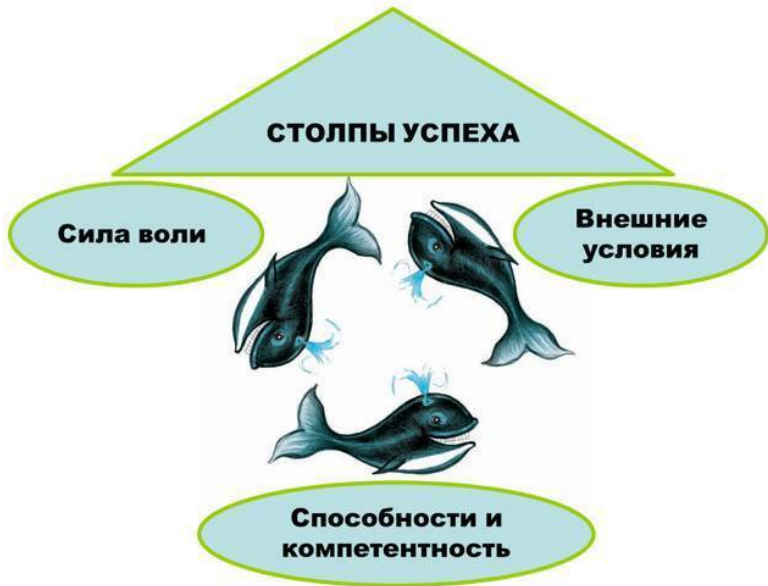 СТОЛПЫ УСПЕХА
Сила воли
Внешние
условия
Способности и
компетентность